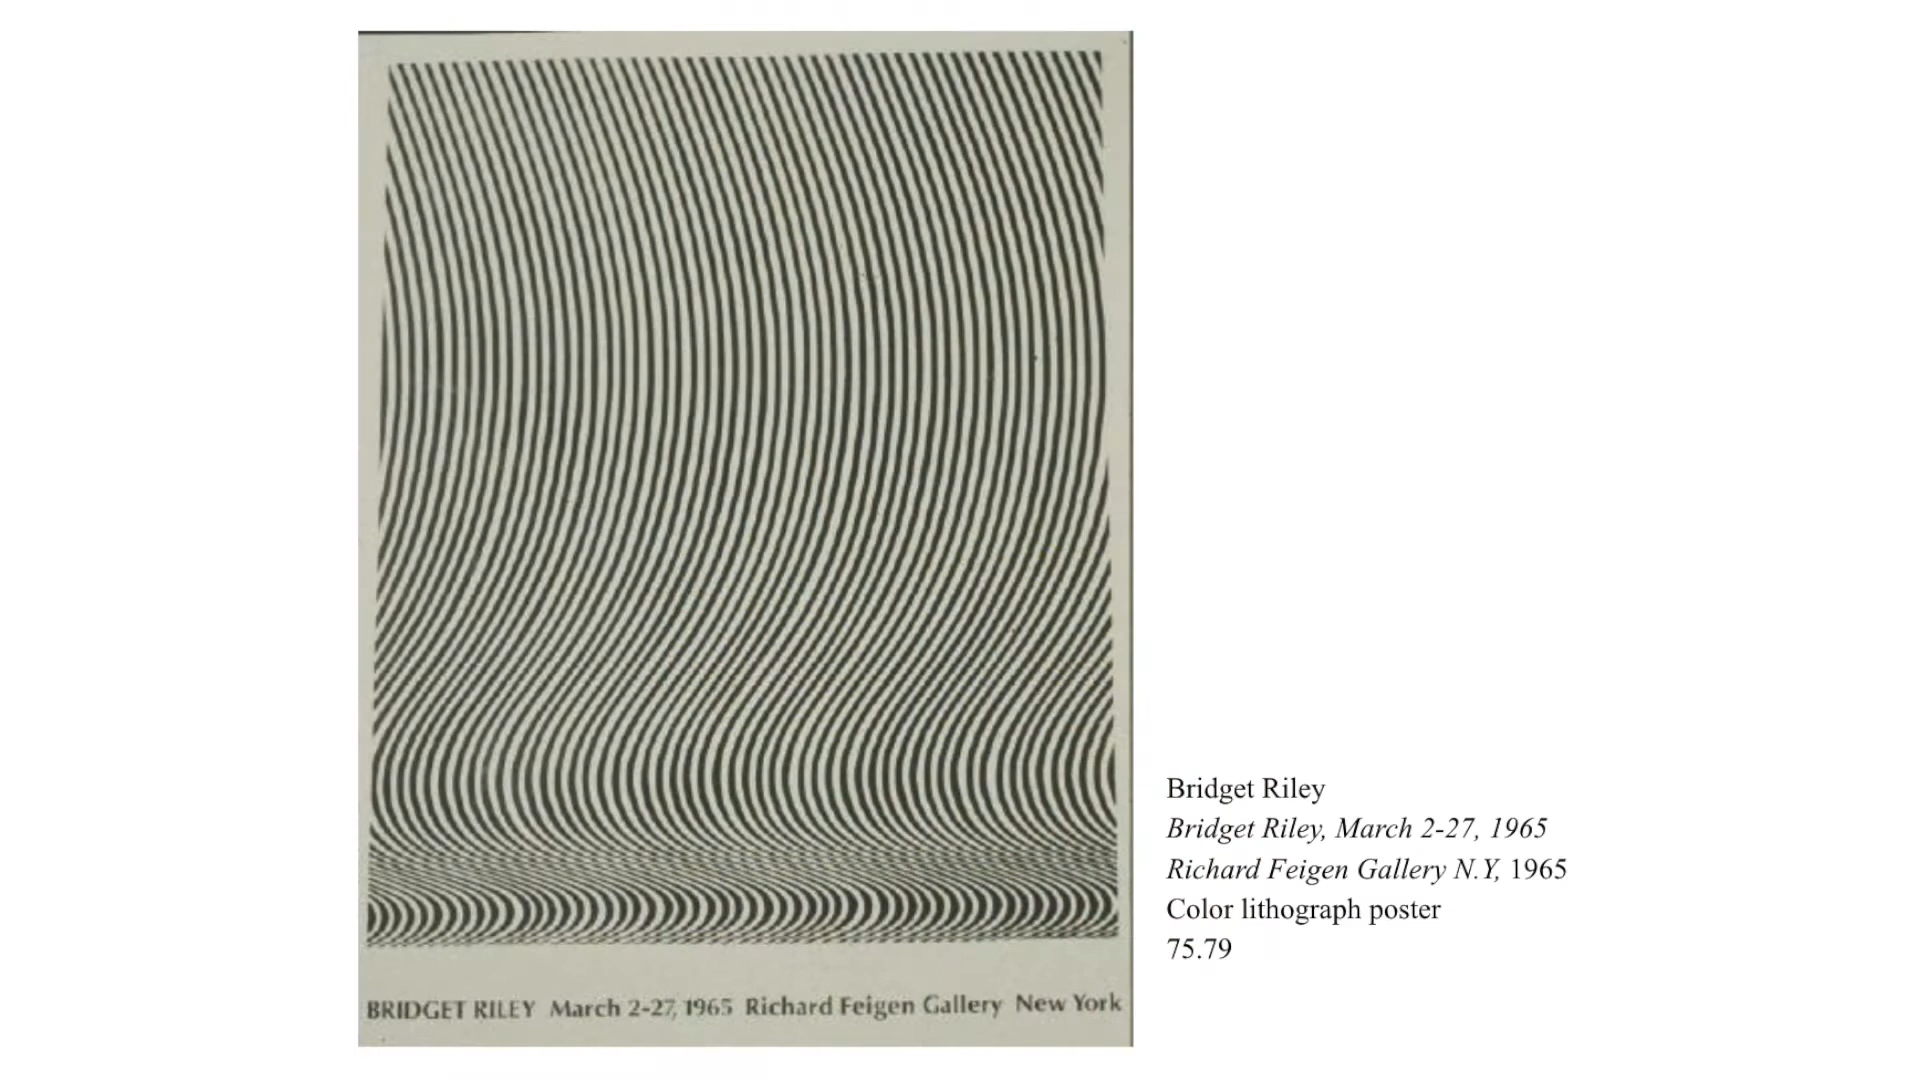 BRIDGET RILEY March 2-27, 1965 Richard Feigen Gallery New York
Bridget Riley
Bridget Riley, March 2-27, 1965
Richard Feigen Gallery N.Y, 1965
Color lithograph poster
75.79